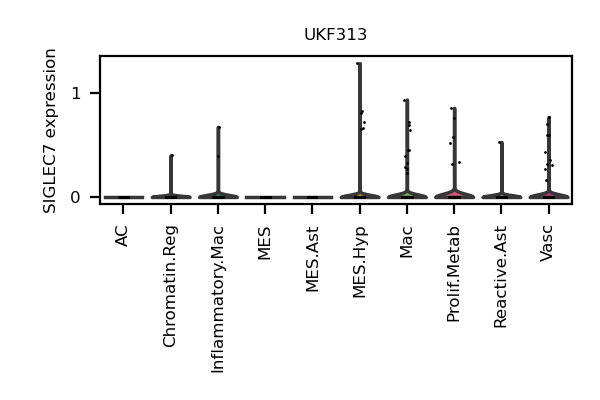 UKF313
SIGLEC7 expression
1
0
AC
Chromatin.Reg
Inflammatory.Mac
MES
MES.Ast
MES.Hyp
Mac
Prolif.Metab
Reactive.Ast
Vasc